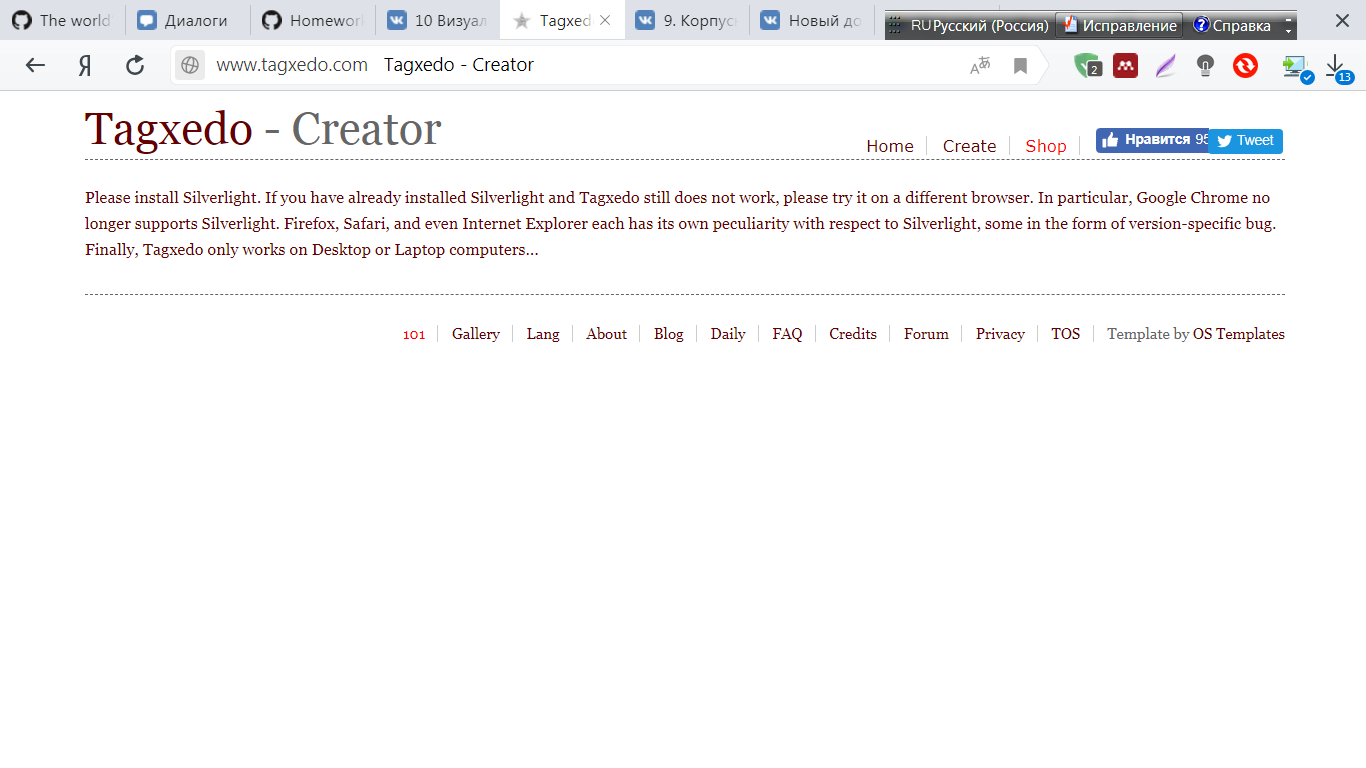 The world
Диалоги
Homewor
10 Визуал
Tagxed
9. Корпус
Новый до
RU Русский (Россия)
Исправление
Справка
Я
www.tagxedo.com Tagxedo - Creator
2
13
Tagxedo - Creator
Home
Create
Shop
Нравится 95
Tweet
Please install Silverlight. If you have already installed Silverlight and Tagxedo still does not work, please try it on a different browser. In particular, Google Chrome no
longer supports Silverlight. Firefox, Safari, and even Internet Explorer each has its own peculiarity with respect to Silverlight, some in the form of version-specific bug.
Finally, Tagxedo only works on Desktop or Laptop computers...
101 Gallery Lang About Blog Daily FAQ Credits Forum Privacy TOS Template by OS Templates